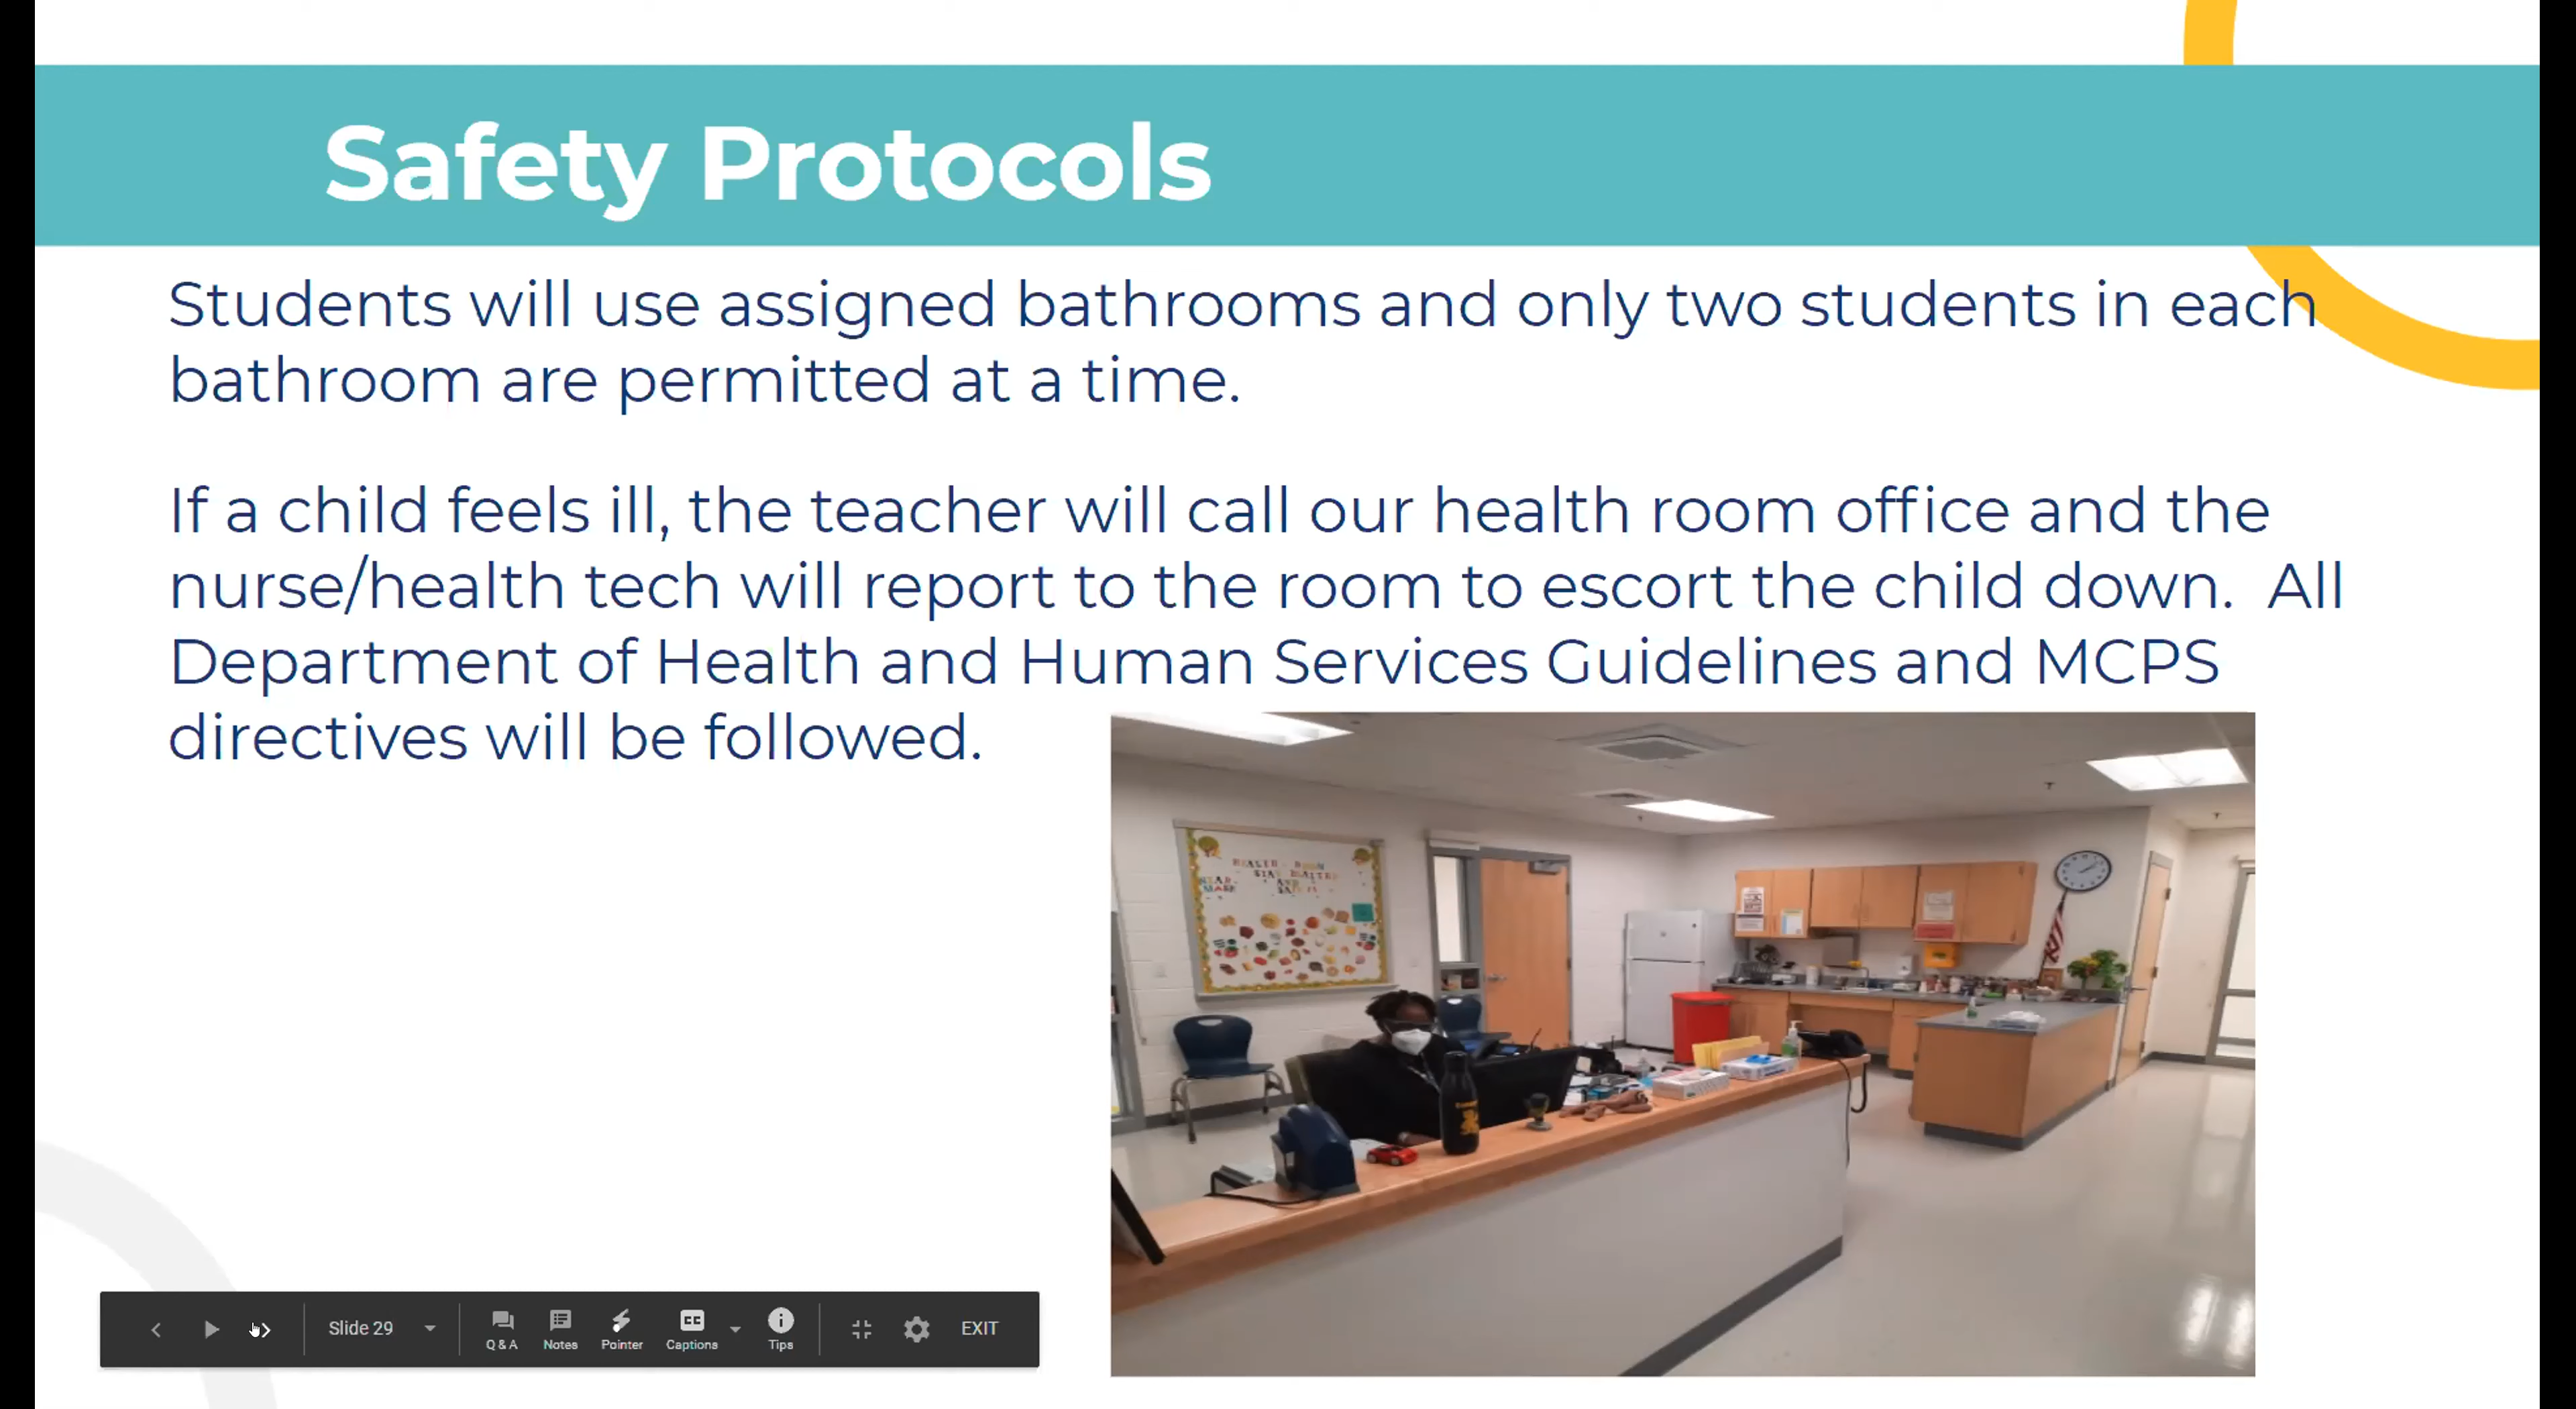 Safety Protocols
Students will use assigned bathrooms and only two students in each
bathroom are permitted at a time.
If a child feels ill, the teacher will call our health room office and the
nurse/health tech will report to the room to escort the child down.  All
Department of Health and Human Services Guidelines and MCPS
directives will be followed.
Slide 29
Q & A
Notes
Pointer
CC
Captions
Tips
EXIT